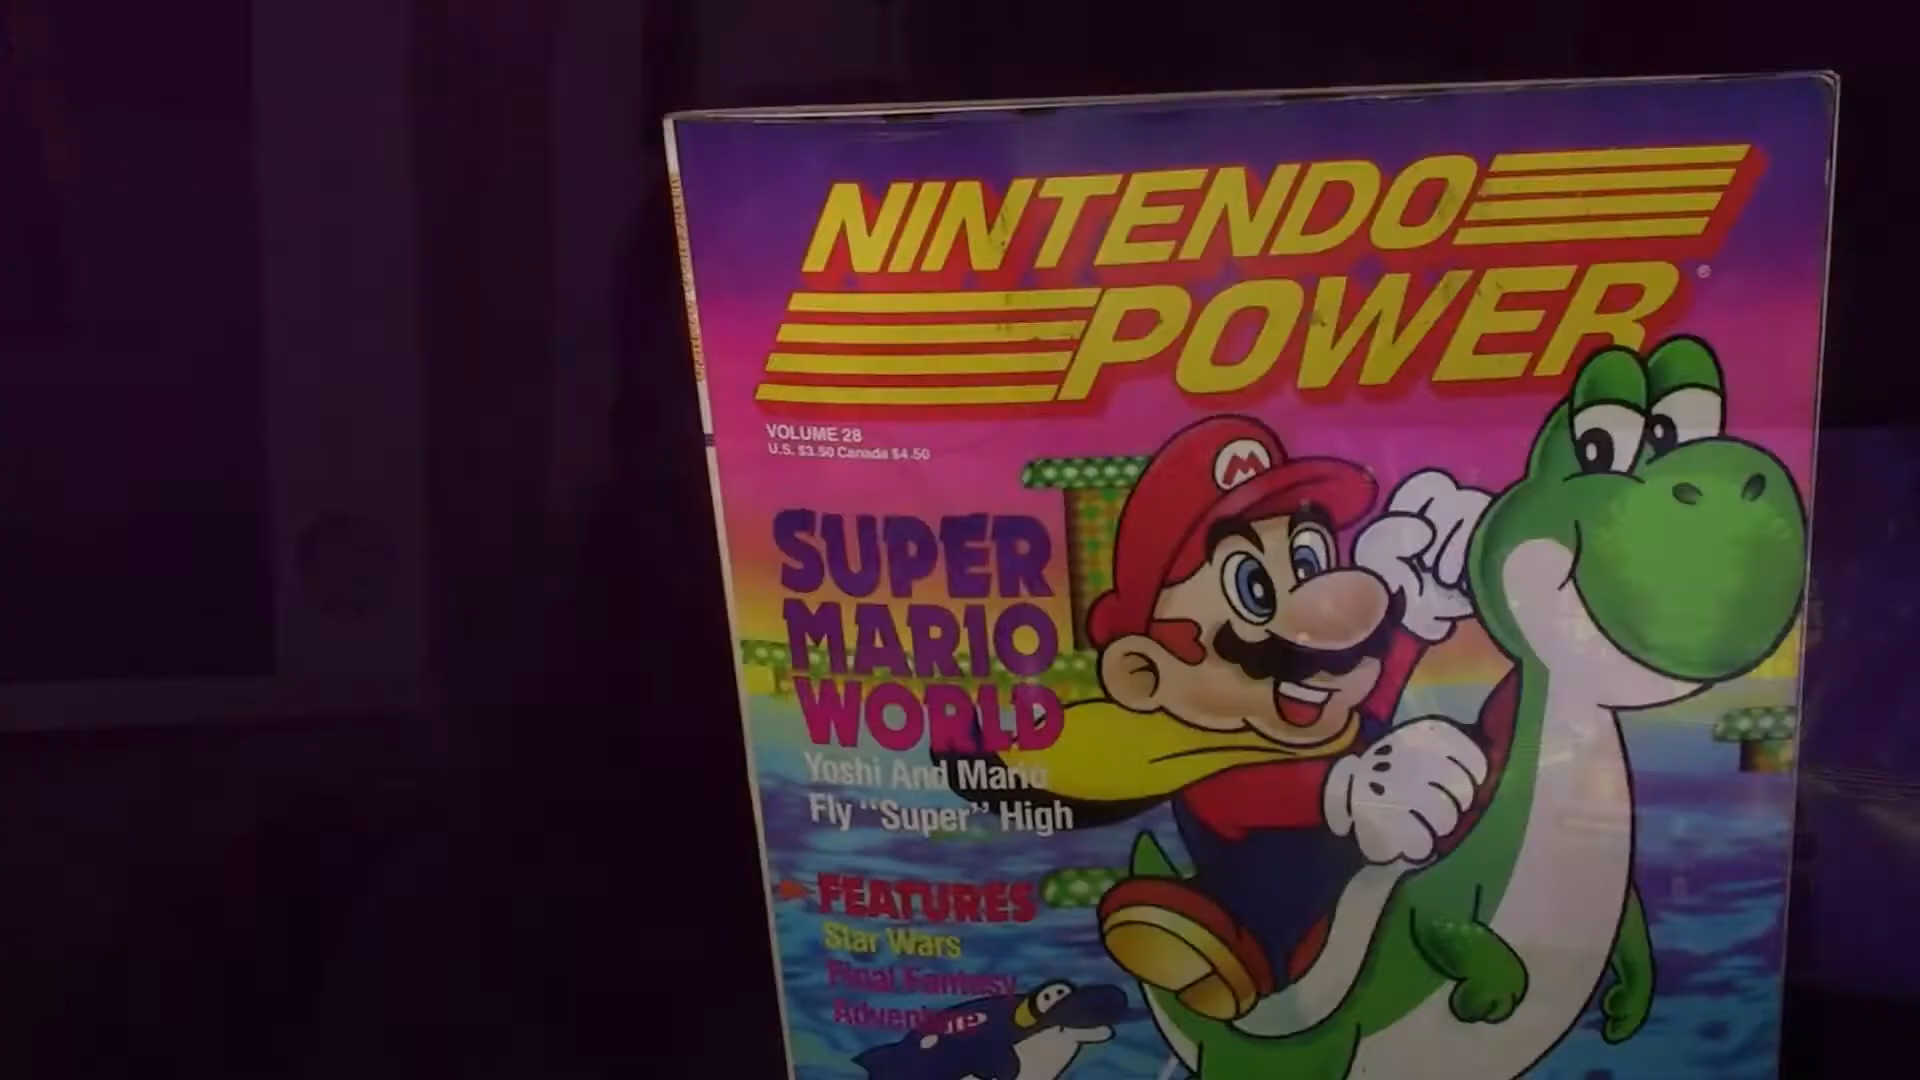 NINTENDO
POWER®
VOLUME 28
U.S. $3.50 Canada $4.50
SUPER
MARIO
WORLD
Yoshi And Mario
Fly “Super” High
FEATURES
Star Wars
Final Fantasy
Adventure
M